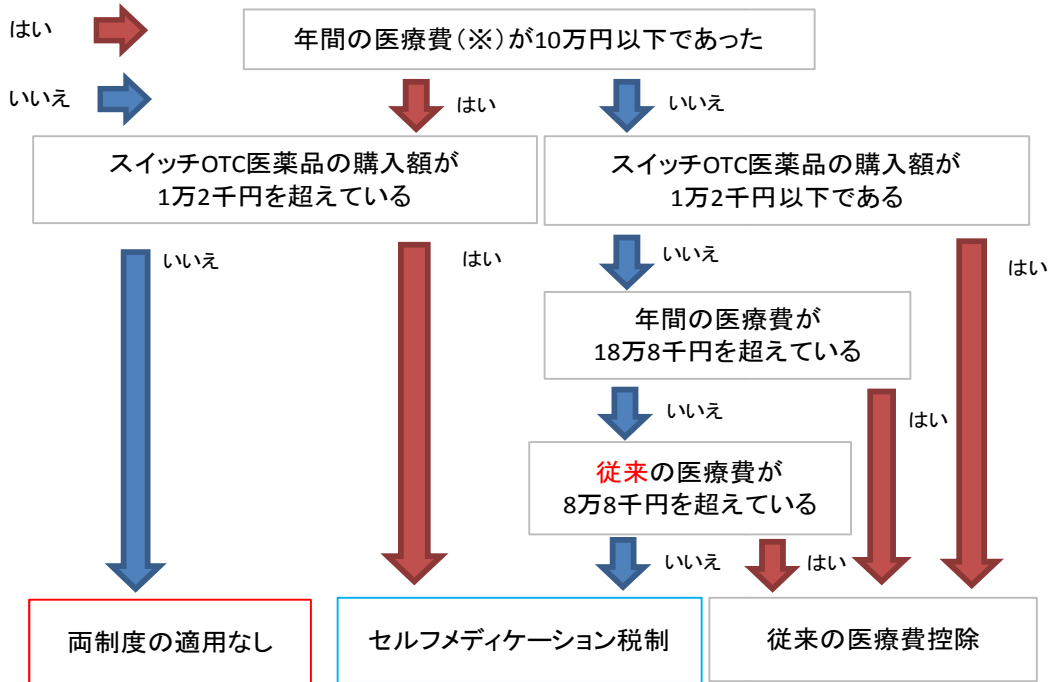 はい
年間の医療費(※)が10万円以下であった
いいえ
はい
いいえ
スイッチOTC医薬品の購入額が
1万2千円を超えている
スイッチOTC医薬品の購入額が
1万2千円以下である
いいえ
はい
いいえ
はい
年間の医療費が
18万8千円を超えている
いいえ
はい
従来の医療費が
8万8千円を超えている
いいえ
はい
両制度の適用なし
セルフメディケーション税制
従来の医療費控除